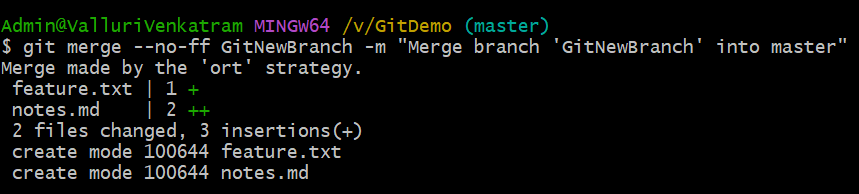 Admin@ValluriVenkatram MINGW64 /v/GitDemo (master)
$ git merge --no-ff GitNewBranch -m "Merge branch 'GitNewBranch' into master"
Merge made by the 'ort' strategy.
 feature.txt | 1 +
 notes.md    | 2 ++
 2 files changed, 3 insertions(+)
 create mode 100644 feature.txt
 create mode 100644 notes.md